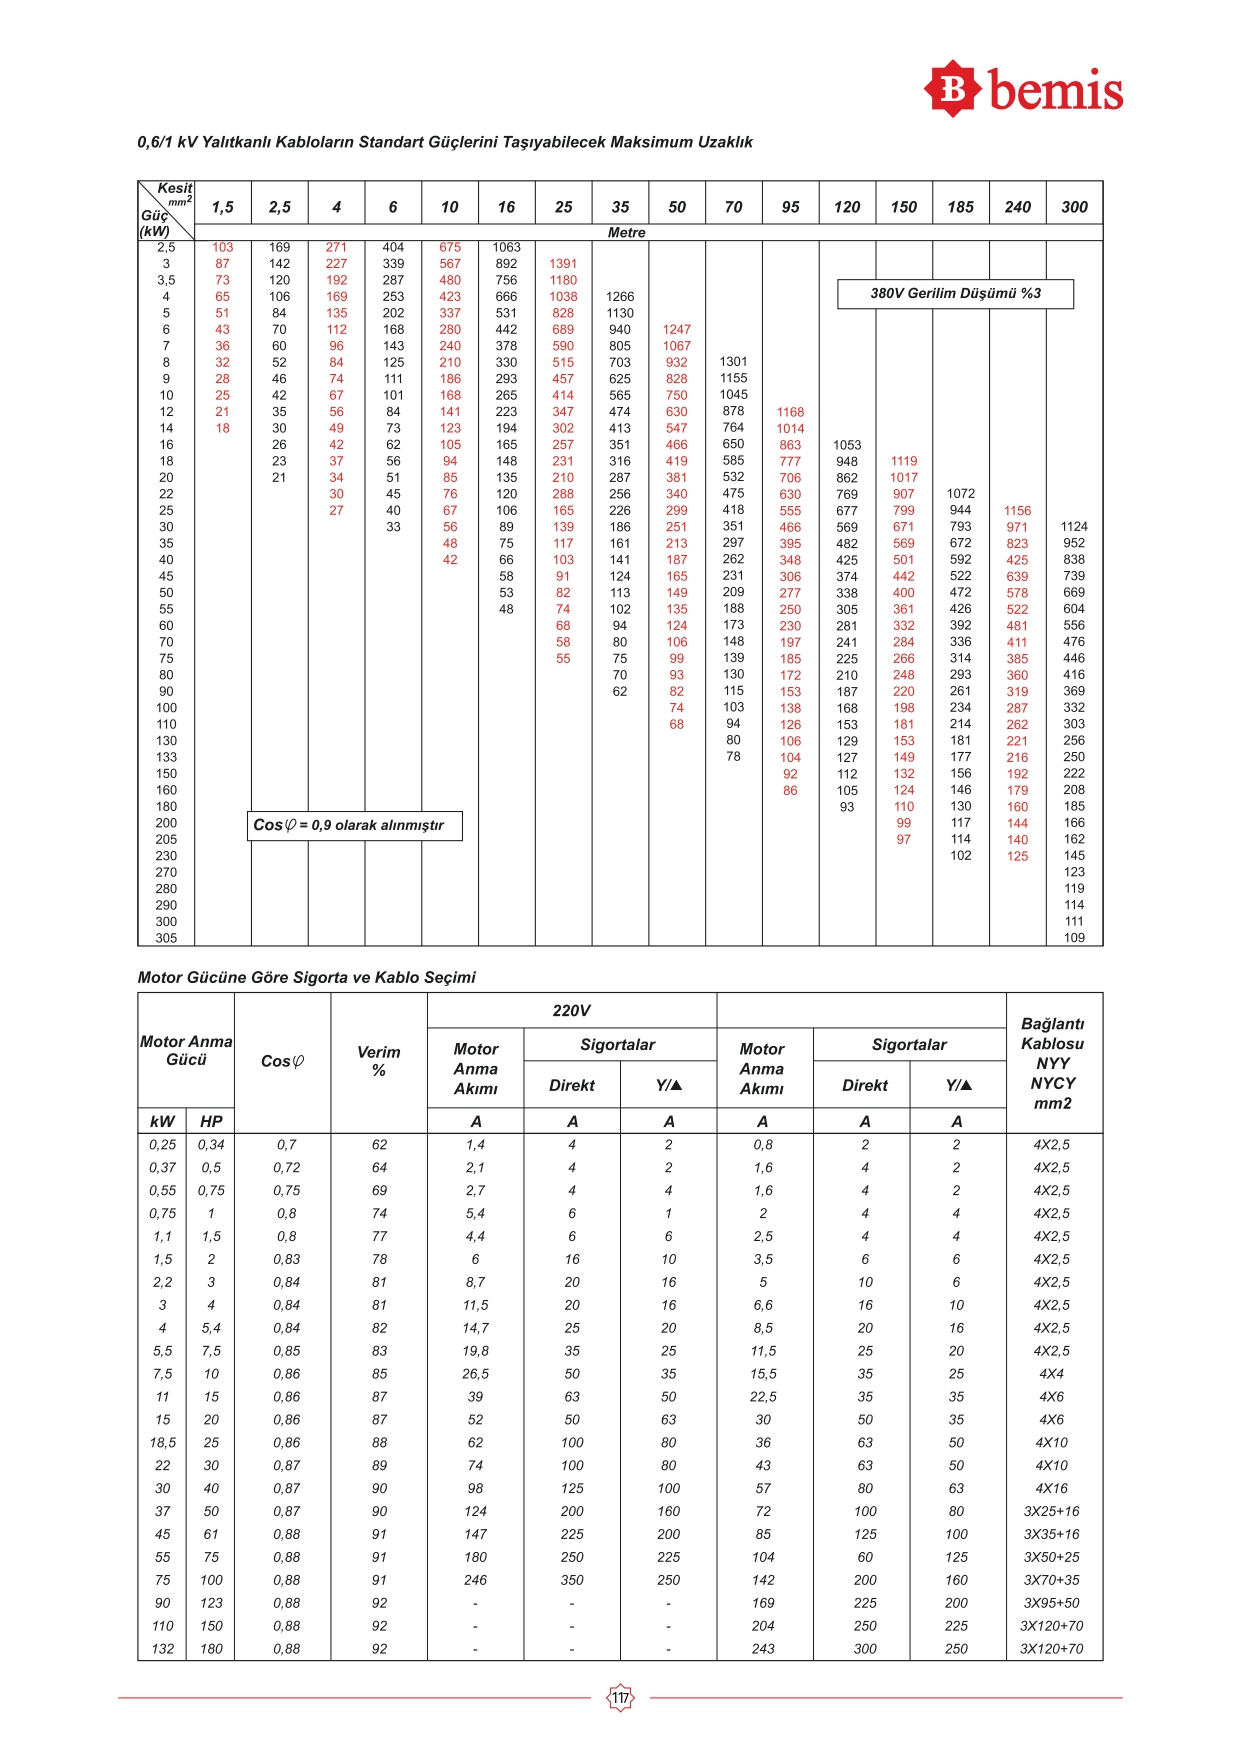 B bemis
0,6/1 kV Yalıtkanlı Kabloların Standart Güçlerini Taşıyabilecek Maksimum Uzaklık
Kesit mm² Güç (kW) 1,5 2,5 4 6 10 16 25 35 50 70 95 120 150 185 240 300
Metre
2,5 103 169 271 404 675 1063
3 87 142 227 339 567 892 1391
3,5 73 120 192 287 480 756 1180
380V Gerilim Düşümü %3
4 65 106 169 253 423 666 1038 1266
5 51 84 135 202 337 531 828 1130
6 43 70 112 168 280 442 689 940 1247
7 36 60 96 143 240 378 590 805 1067
8 32 52 84 125 210 330 515 703 932 1301
9 28 46 74 111 186 293 457 625 828 1155
10 25 42 67 101 168 265 414 565 750 1045
12 21 35 56 84 141 223 347 474 630 878 1168
14 18 30 49 73 123 194 302 413 547 764 1014
16 26 42 62 105 165 257 351 466 650 863 1053
18 23 37 56 94 148 231 316 419 585 777 948 1119
20 21 34 51 85 135 210 287 381 532 706 862 1017
22 30 45 76 120 288 256 340 475 630 769 907 1072
25 27 40 67 106 165 226 299 418 555 677 799 944 1156
30 33 56 89 139 186 251 351 466 569 671 793 971 1124
35 48 75 117 161 213 297 395 482 569 672 823 952
40 42 66 103 141 187 262 348 425 501 592 425 838
45 58 91 124 165 231 306 374 442 522 639 739
50 53 82 113 149 209 277 338 400 472 578 669
55 48 74 102 135 188 250 305 361 426 522 604
60 68 94 124 173 230 281 332 392 481 556
70 58 80 106 148 197 241 284 336 411 476
75 55 75 99 139 185 225 266 314 385 446
80 70 93 130 172 210 248 293 360 416
90 62 82 115 153 187 220 261 319 369
100 74 103 138 168 198 234 287 332
110 68 94 126 153 181 214 262 303
130 80 106 129 153 181 221 256
133 78 104 127 149 177 216 250
150 92 112 132 156 192 222
160 86 105 124 146 179 208
180 93 110 130 160 185
200 99 117 144 166
Cosφ = 0,9 olarak alınmıştır
205 97 114 140 162
230 102 125 145
270 123
280 119
290 114
300 111
305 109
Motor Gücüne Göre Sigorta ve Kablo Seçimi
220V
Motor Anma Gücü Cosφ Verim % Motor Anma Akımı Sigortalar Motor Anma Akımı Sigortalar Bağlantı Kablosu NYY NYCY mm2
Direkt Y/▲ Direkt Y/▲
kW HP A A A A A A
0,25 0,34 0,7 62 1,4 4 2 0,8 2 2 4X2,5
0,37 0,5 0,72 64 2,1 4 2 1,6 4 2 4X2,5
0,55 0,75 0,75 69 2,7 4 4 1,6 4 2 4X2,5
0,75 1 0,8 74 5,4 6 1 2 4 4 4X2,5
1,1 1,5 0,8 77 4,4 6 6 2,5 4 4 4X2,5
1,5 2 0,83 78 6 16 10 3,5 6 6 4X2,5
2,2 3 0,84 81 8,7 20 16 5 10 6 4X2,5
3 4 0,84 81 11,5 20 16 6,6 16 10 4X2,5
4 5,4 0,84 82 14,7 25 20 8,5 20 16 4X2,5
5,5 7,5 0,85 83 19,8 35 25 11,5 25 20 4X2,5
7,5 10 0,86 85 26,5 50 35 15,5 35 25 4X4
11 15 0,86 87 39 63 50 22,5 35 35 4X6
15 20 0,86 87 52 50 63 30 50 35 4X6
18,5 25 0,86 88 62 100 80 36 63 50 4X10
22 30 0,87 89 74 100 80 43 63 50 4X10
30 40 0,87 90 98 125 100 57 80 63 4X16
37 50 0,87 90 124 200 160 72 100 80 3X25+16
45 61 0,88 91 147 225 200 85 125 100 3X35+16
55 75 0,88 91 180 250 225 104 60 125 3X50+25
75 100 0,88 91 246 350 250 142 200 160 3X70+35
90 123 0,88 92 - - - 169 225 200 3X95+50
110 150 0,88 92 - - - 204 250 225 3X120+70
132 180 0,88 92 - - - 243 300 250 3X120+70
117